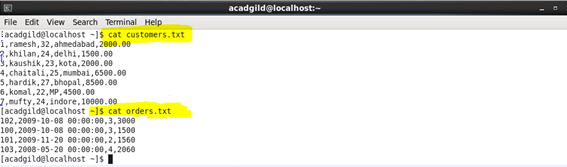 acadgild@localhost:~
File Edit View Search Terminal Help
[acadgild@localhost ~]$ cat customers.txt
1,ramesh,32,ahmedabad,2000.00
2,khilan,24,delhi,1500.00
3,kaushik,23,kota,2000.00
4,chaitali,25,mumbai,6500.00
5,hardik,27,bhopal,8500.00
6,komal,22,MP,4500.00
7,mufty,24,indore,10000.00
[acadgild@localhost ~]$ cat orders.txt
102,2009-10-08 00:00:00,3,3000
100,2009-10-08 00:00:00,3,1500
101,2009-11-20 00:00:00,2,1560
103,2008-05-20 00:00:00,4,2060
[acadgild@localhost ~]$